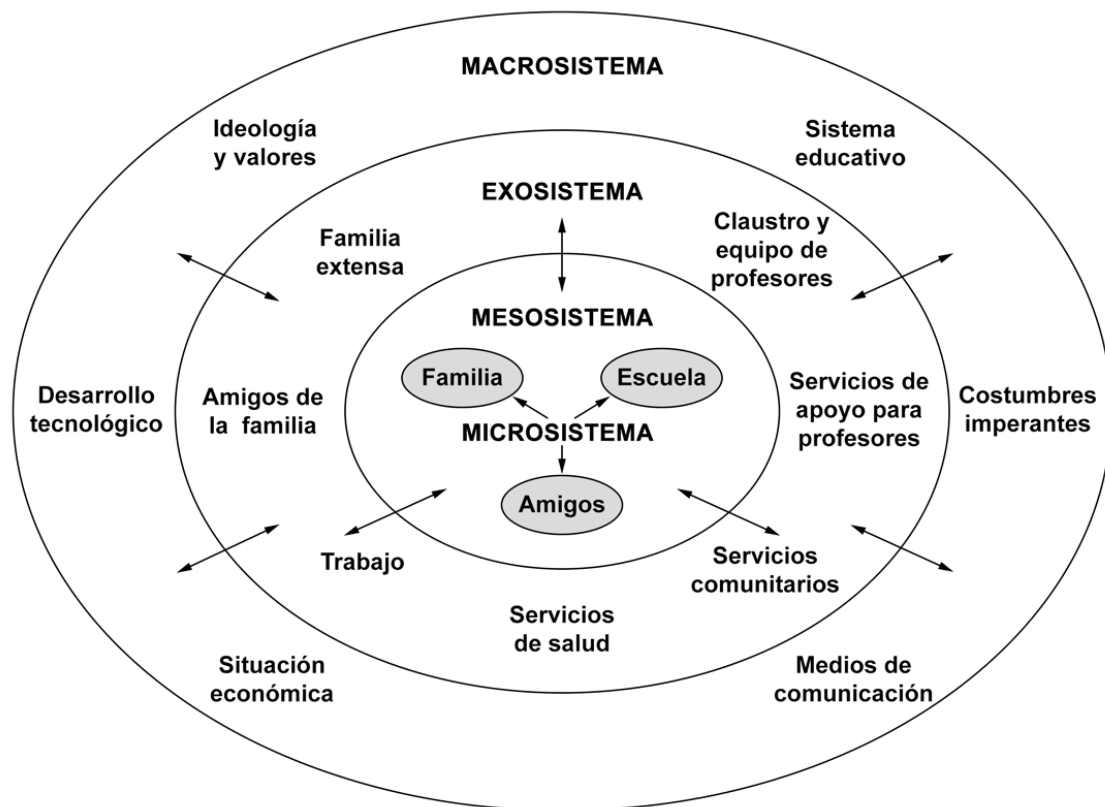 MACROSISTEMA
Ideología
y valores
Sistema
educativo
EXOSISTEMA
Familia
extensa
Claustro y
equipo de
profesores
MESOSISTEMA
Familia
Escuela
Desarrollo
tecnológico
Amigos de
la familia
MICROSISTEMA
Servicios de
apoyo para
profesores
Costumbres
imperantes
Amigos
Trabajo
Servicios
comunitarios
Servicios
de salud
Situación
económica
Medios de
comunicación